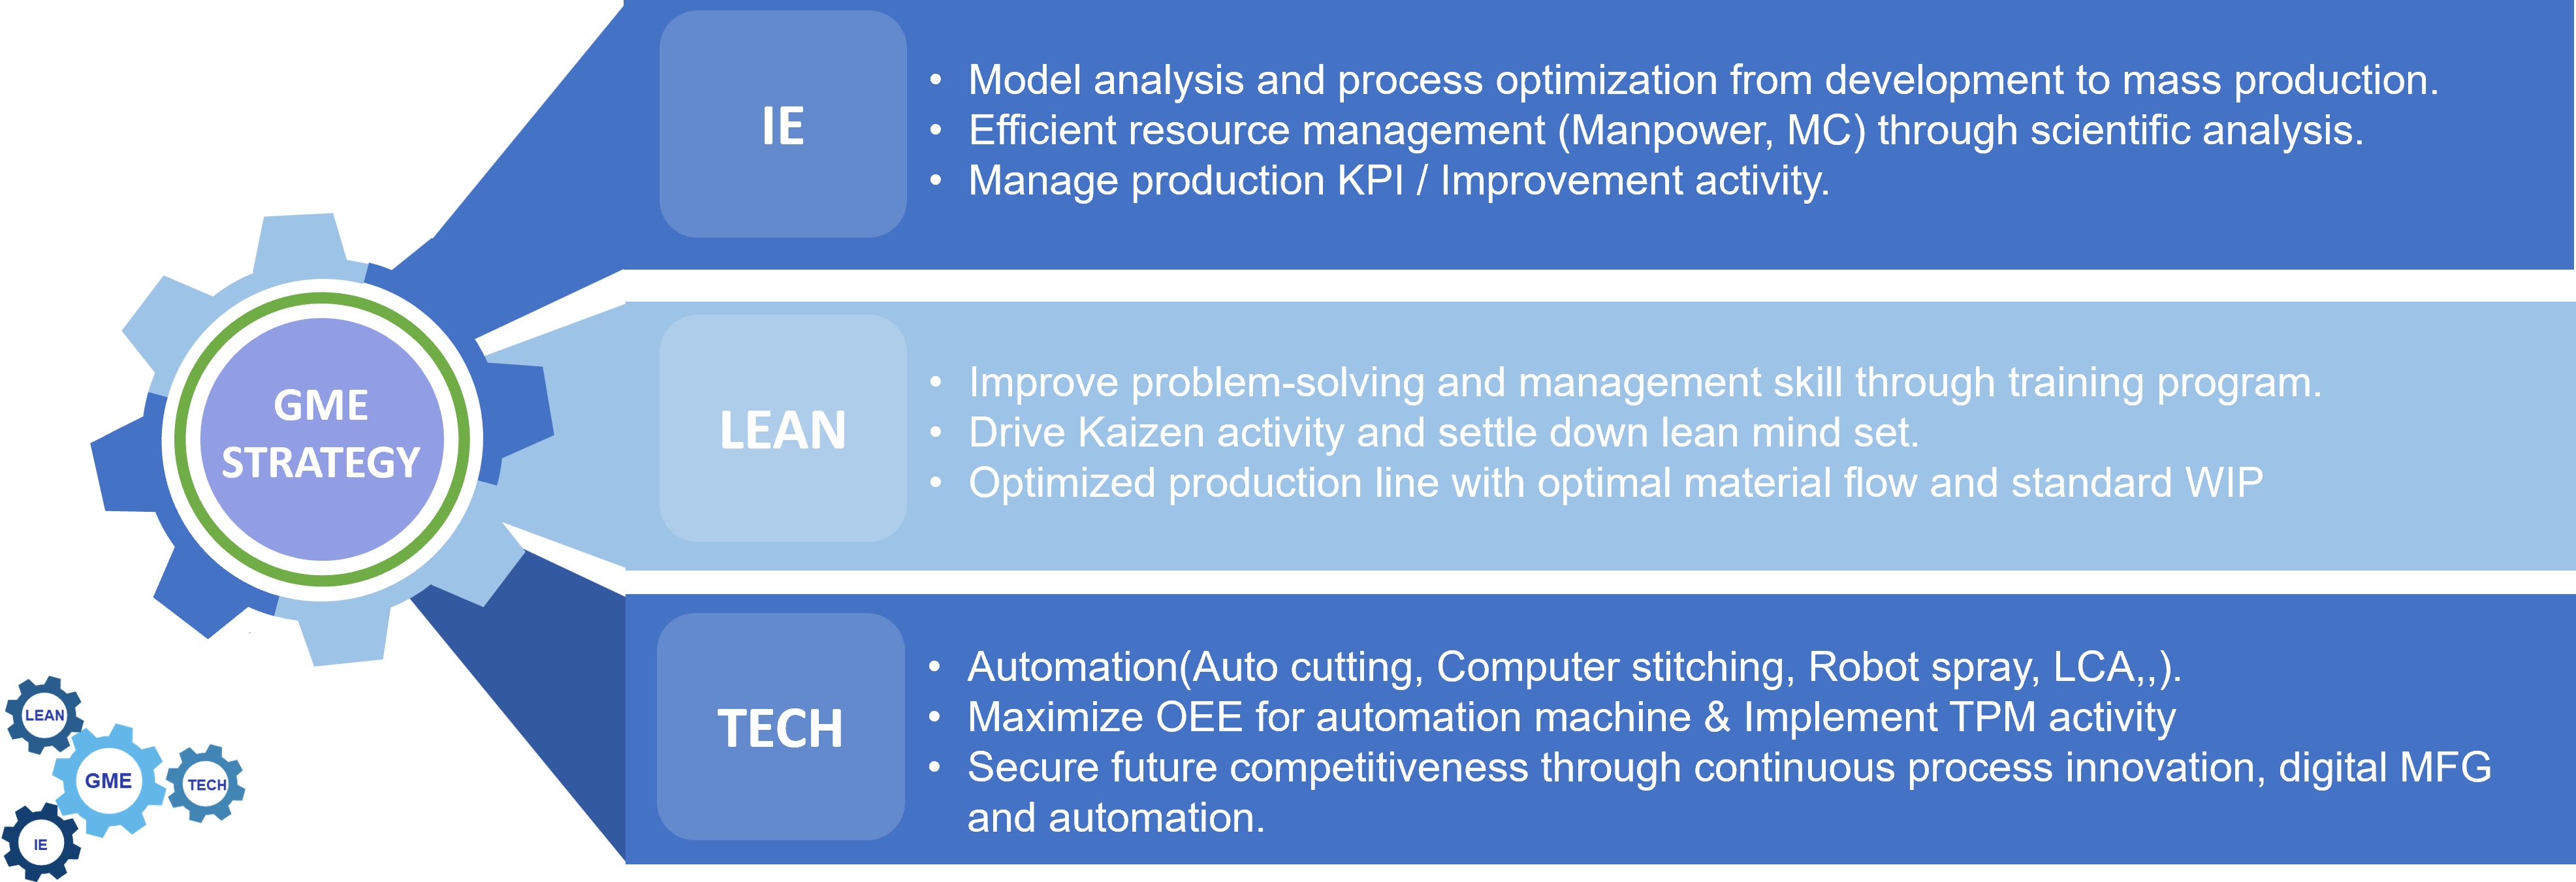 IE
• Model analysis and process optimization from development to mass production.
• Efficient resource management (Manpower, MC) through scientific analysis.
• Manage production KPI / Improvement activity.
GME
STRATEGY
LEAN
• Improve problem-solving and management skill through training program.
• Drive Kaizen activity and settle down lean mind set.
• Optimized production line with optimal material flow and standard WIP
TECH
• Automation(Auto cutting, Computer stitching, Robot spray, LCA,,).
• Maximize OEE for automation machine & Implement TPM activity
• Secure future competitiveness through continuous process innovation, digital MFG
and automation.
LEAN
GME
TECH
IE